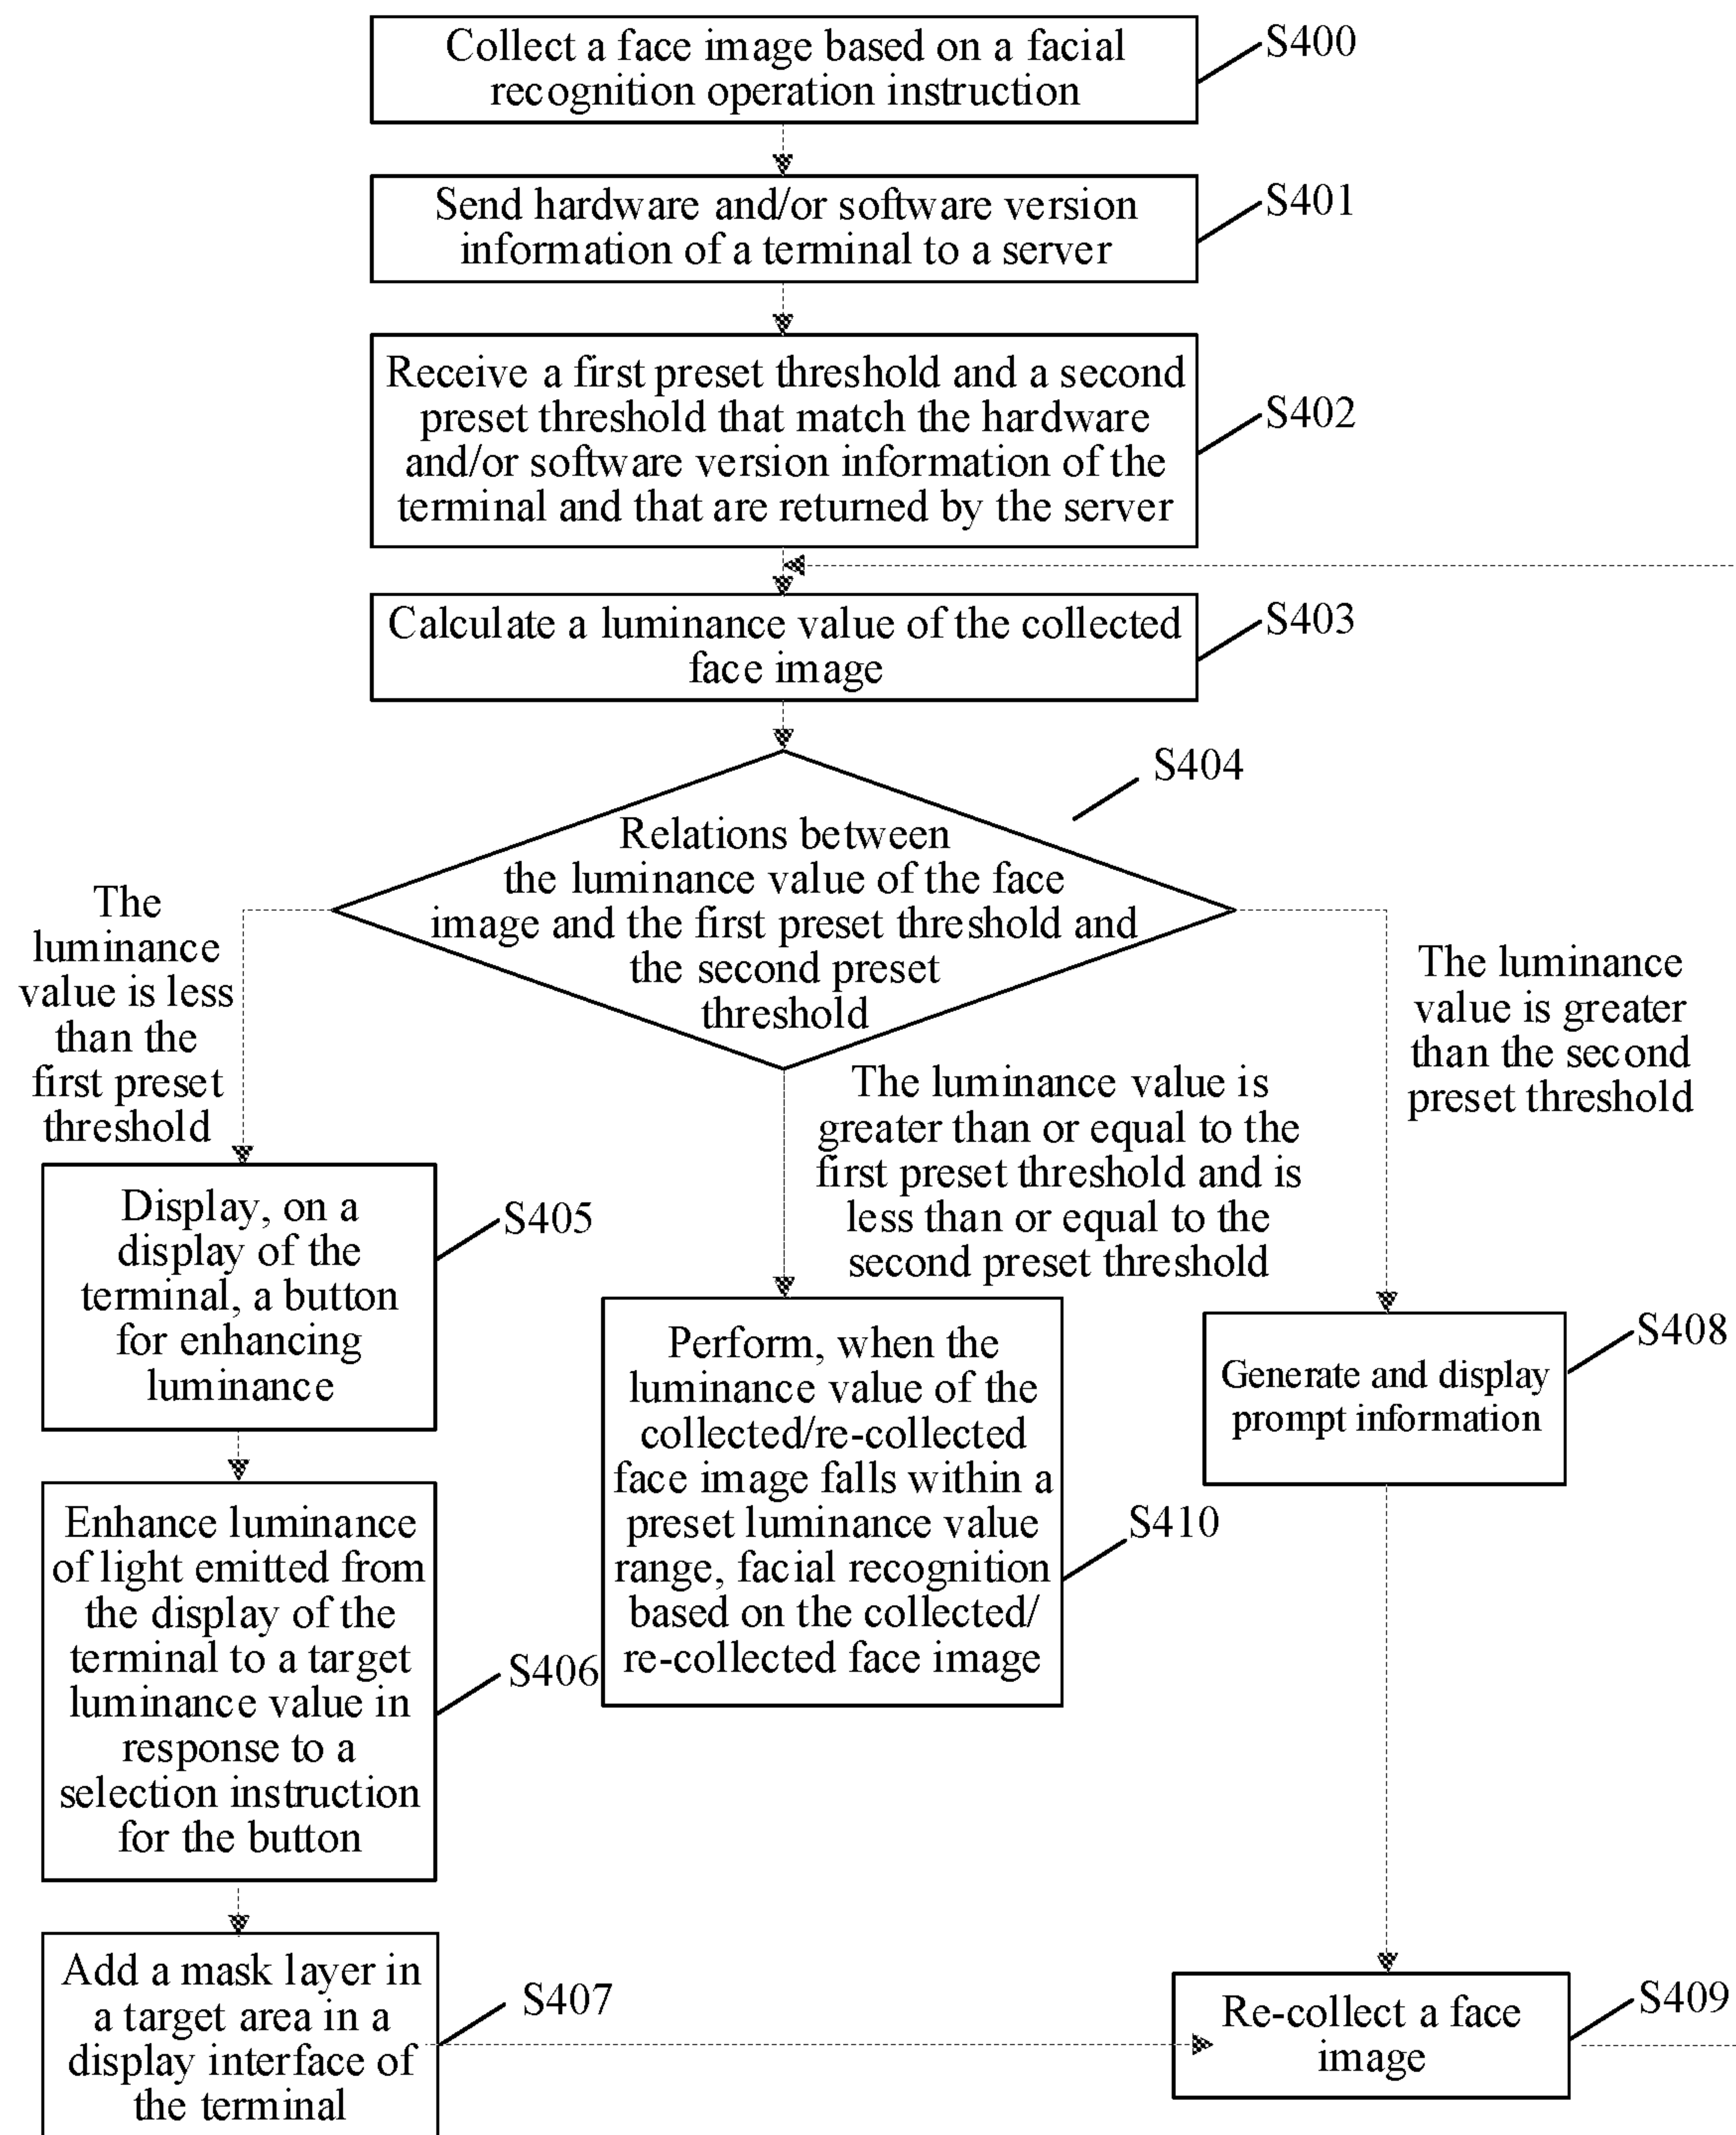 Collect a face image based on a facial
recognition operation instruction
S400
Send hardware and/or software version
information of a terminal to a server
S401
Receive a first preset threshold and a second
preset threshold that match the hardware
and/or software version information of the
terminal and that are returned by the server
S402
Calculate a luminance value of the collected
face image
S403
Relations between
the luminance value of the face
image and the first preset threshold and
the second preset
threshold
S404
The
luminance
value is less
than the
first preset
threshold
The luminance value is
greater than or equal to the
first preset threshold and is
less than or equal to the
second preset threshold
The luminance
value is greater
than the second
preset threshold
Display, on a
display of the
terminal, a button
for enhancing
luminance
S405
Enhance luminance
of light emitted from
the display of the
terminal to a target
luminance value in
response to a
selection instruction
for the button
S406
Perform, when the
luminance value of the
collected/re-collected
face image falls within a
preset luminance value
range, facial recognition
based on the collected/
re-collected face image
S410
Generate and display
prompt information
S408
Add a mask layer in
a target area in a
display interface of
the terminal
S407
Re-collect a face
image
S409